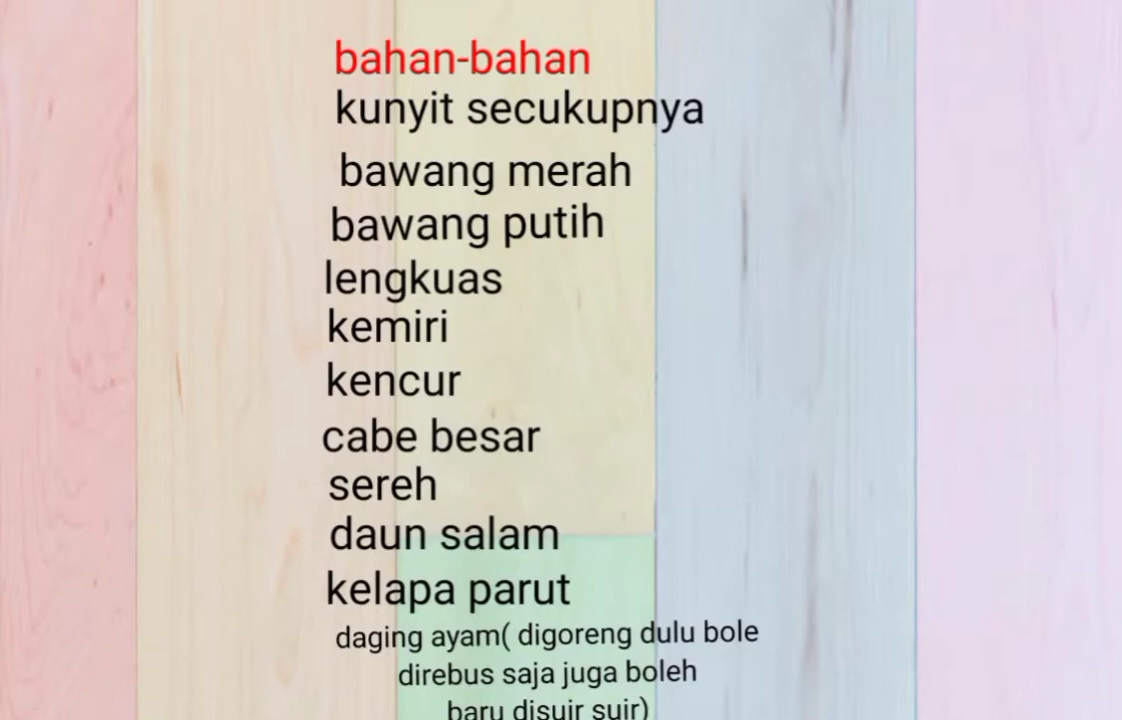 bahan-bahan
kunyit secukupnya
bawang merah
bawang putih
lengkuas
kemiri
kencur
cabe besar
sereh
daun salam
kelapa parut
daging ayam( digoreng dulu bole
direbus saja juga boleh
baru disuir suir)